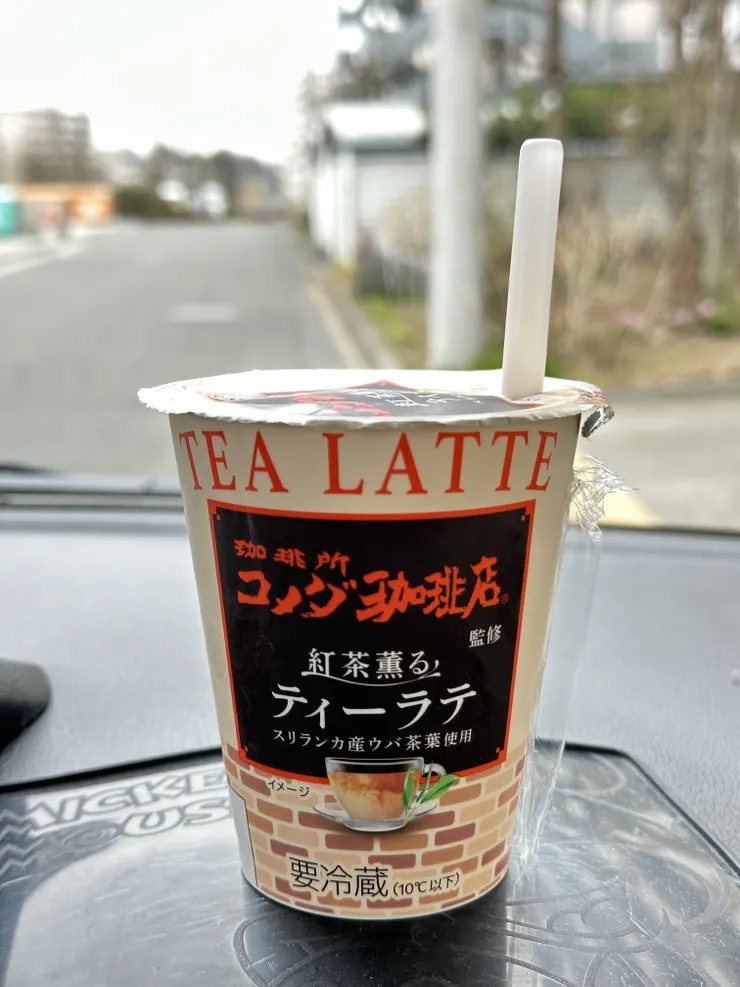 TEA LATTE
珈琲所
コメダ珈琲店®
監修
紅茶薫る
ティーラテ
スリランカ産ウバ茶葉使用
イメージ
要冷蔵(10℃以下)
MICKEY
MOUSE